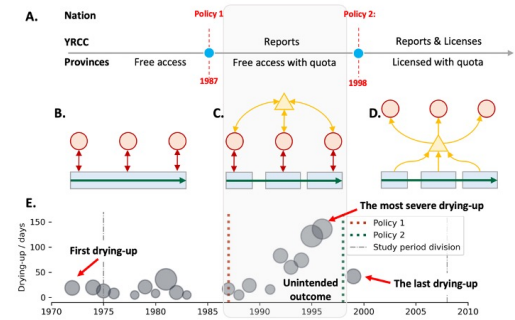 A.
Nation
Policy 1
Policy 2:
YRCC
Reports
Reports & Licenses
Provinces
Free access
Free access with quota
Licensed with quota
1987
1998
B.
C.
D.
E.
The most severe drying-up
Policy 1
Policy 2
Study period division
First drying-up
Unintended
outcome
The last drying-up
Drying-up / days
150
100
50
0
1970
1975
1980
1985
1990
1995
2000
2005
2010